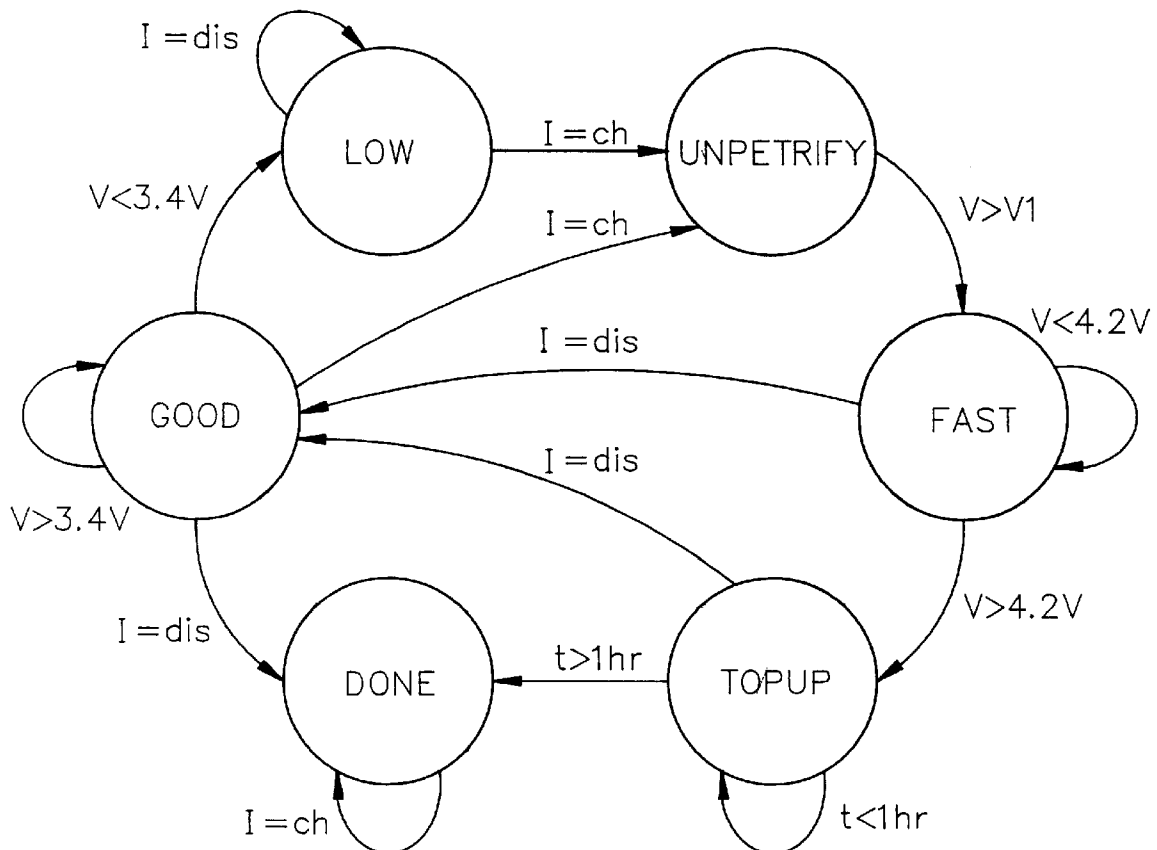 I=dis
LOW
I=ch
UNPETRIFY
V<3.4V
I=ch
V>V1
V<4.2V
I=dis
GOOD
FAST
I=dis
V>3.4V
V>4.2V
I=dis
t>1hr
DONE
TOPUP
I=ch
t<1hr